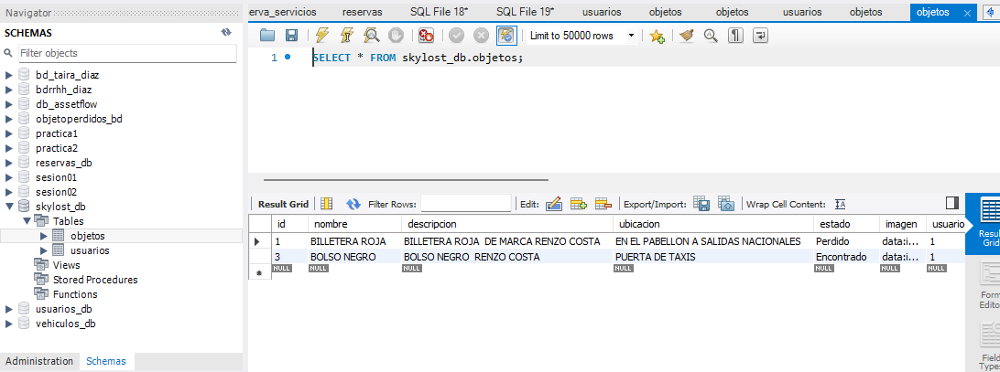 Navigator
SCHEMAS
Filter objects
bd_taira_diaz
bdrrhh_diaz
db_assetflow
objetoperdidos_bd
practica1
practica2
reservas_db
sesion01
sesion02
skylost_db
Tables
objetos
usuarios
Views
Stored Procedures
Functions
usuarios_db
vehiculos_db
Administration Schemas
erva_servicios reservas SQL File 18* SQL File 19* usuarios objetos objetos usuarios objetos objetos
Limit to 50000 rows
1 SELECT * FROM skylost_db.objetos;
Result Grid Filter Rows: Edit: Export/Import: Wrap Cell Content:
id nombre descripcion ubicacion estado imagen usuario
1 BILLETERA ROJA BILLETERA ROJA  DE MARCA RENZO COSTA EN EL PABELLON A SALIDAS NACIONALES Perdido data:i... 1
3 BOLSO NEGRO BOLSO NEGRO  RENZO COSTA PUERTA DE TAXIS Encontrado data:i... 1
NULL NULL NULL NULL NULL NULL NULL
Resul
Grid
Form
Edito
Field
Types